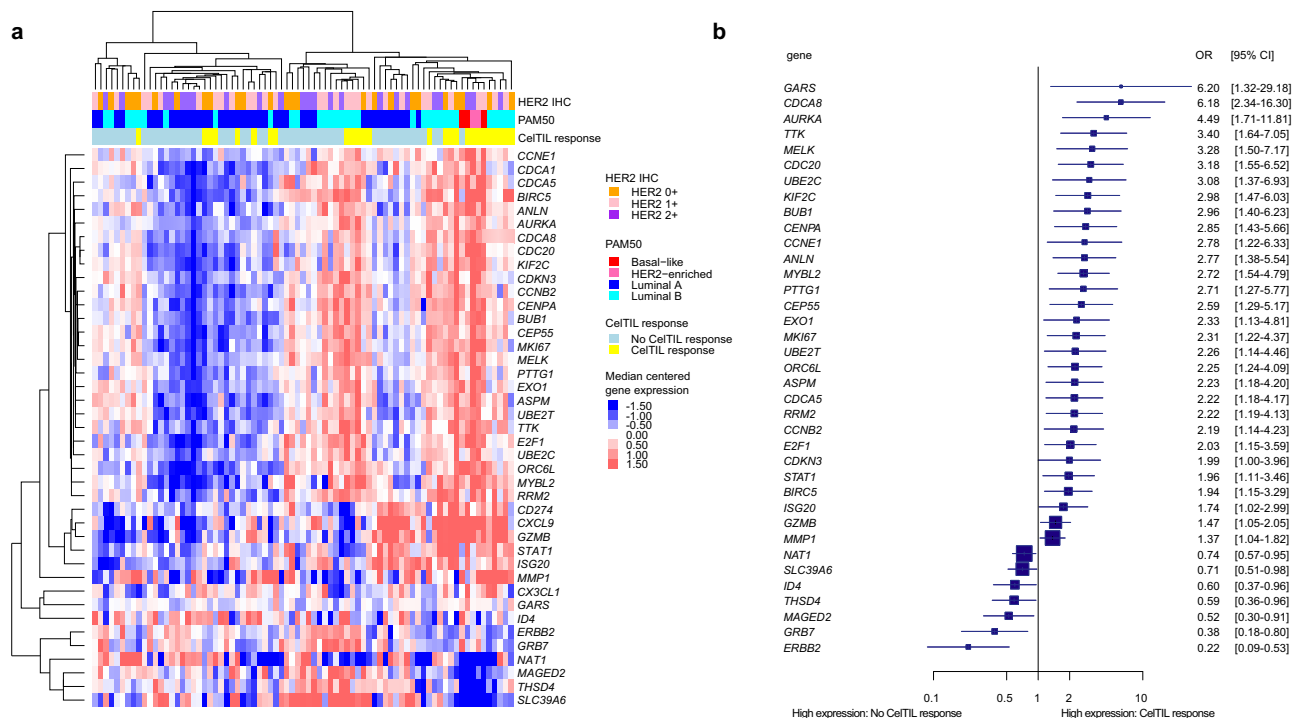 a
HER2 IHC
PAM50
CelTIL response
CCNE1
CDCA1
CDCA5
BIRC5
ANLN
AURKA
CDCA8
CDC20
KIF2C
CDKN3
CCNB2
CENPA
BUB1
CEP55
MKI67
MELK
PTTG1
EXO1
ASPM
UBE2T
TTK
E2F1
UBE2C
ORC6L
MYBL2
RRM2
CD274
CXCL9
GZMB
STAT1
ISG20
MMP1
CX3CL1
GARS
ID4
ERBB2
GRB7
NAT1
MAGED2
THSD4
SLC39A6
HER2 IHC
HER2 0+
HER2 1+
HER2 2+
PAM50
Basal−like
HER2−enriched
Luminal A
Luminal B
CelTIL response
No CelTIL response
CelTIL response
Median centered
gene expression
-1.50
-1.00
-0.50
0.00
0.50
1.00
1.50
b
gene OR [95% CI]
GARS 6.20 [1.32-29.18]
CDCA8 6.18 [2.34-16.30]
AURKA 4.49 [1.71-11.81]
TTK 3.40 [1.64-7.05]
MELK 3.28 [1.50-7.17]
CDC20 3.18 [1.55-6.52]
UBE2C 3.08 [1.37-6.93]
KIF2C 2.98 [1.47-6.03]
BUB1 2.96 [1.40-6.23]
CENPA 2.85 [1.43-5.66]
CCNE1 2.78 [1.22-6.33]
ANLN 2.77 [1.38-5.54]
MYBL2 2.72 [1.54-4.79]
PTTG1 2.71 [1.27-5.77]
CEP55 2.59 [1.29-5.17]
EXO1 2.33 [1.13-4.81]
MKI67 2.31 [1.22-4.37]
UBE2T 2.26 [1.14-4.46]
ORC6L 2.25 [1.24-4.09]
ASPM 2.23 [1.18-4.20]
CDCA5 2.22 [1.18-4.17]
RRM2 2.22 [1.19-4.13]
CCNB2 2.19 [1.14-4.23]
E2F1 2.03 [1.15-3.59]
CDKN3 1.99 [1.00-3.96]
STAT1 1.96 [1.11-3.46]
BIRC5 1.94 [1.15-3.29]
ISG20 1.74 [1.02-2.99]
GZMB 1.47 [1.05-2.05]
MMP1 1.37 [1.04-1.82]
NAT1 0.74 [0.57-0.95]
SLC39A6 0.71 [0.51-0.98]
ID4 0.60 [0.37-0.96]
THSD4 0.59 [0.36-0.96]
MAGED2 0.52 [0.30-0.91]
GRB7 0.38 [0.18-0.80]
ERBB2 0.22 [0.09-0.53]
0.1 0.5 1 2 10
High expression: No CelTIL response High expression: CelTIL response